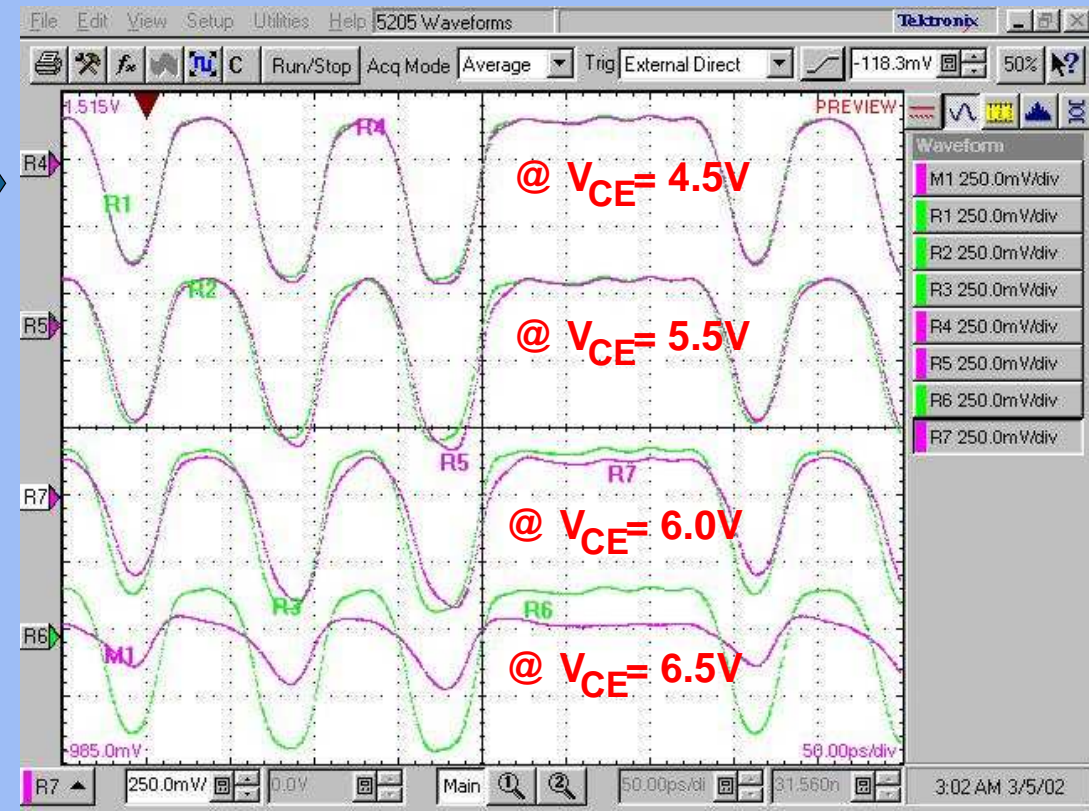 File Edit View Setup Utilities Help 5205 Waveforms Tektronix
C Run/Stop Acq Mode Average Trig External Direct -118.3mV 50%
1.515V PREVIEW
Waveform
M1 250.0mV/div
R1 250.0mV/div
R2 250.0mV/div
R3 250.0mV/div
R4 250.0mV/div
R5 250.0mV/div
R6 250.0mV/div
R7 250.0mV/div
R4
R4
R1
@ VCE= 4.5V
R2
R5
@ VCE= 5.5V
R5
R7
R7
@ VCE= 6.0V
R3
R6
R6
M1
@ VCE= 6.5V
-985.0mV 50.00ps/div
R7 250.0mV/ 0.0V Main 1 2 50.00ps/di 31.560n 3:02 AM 3/5/02